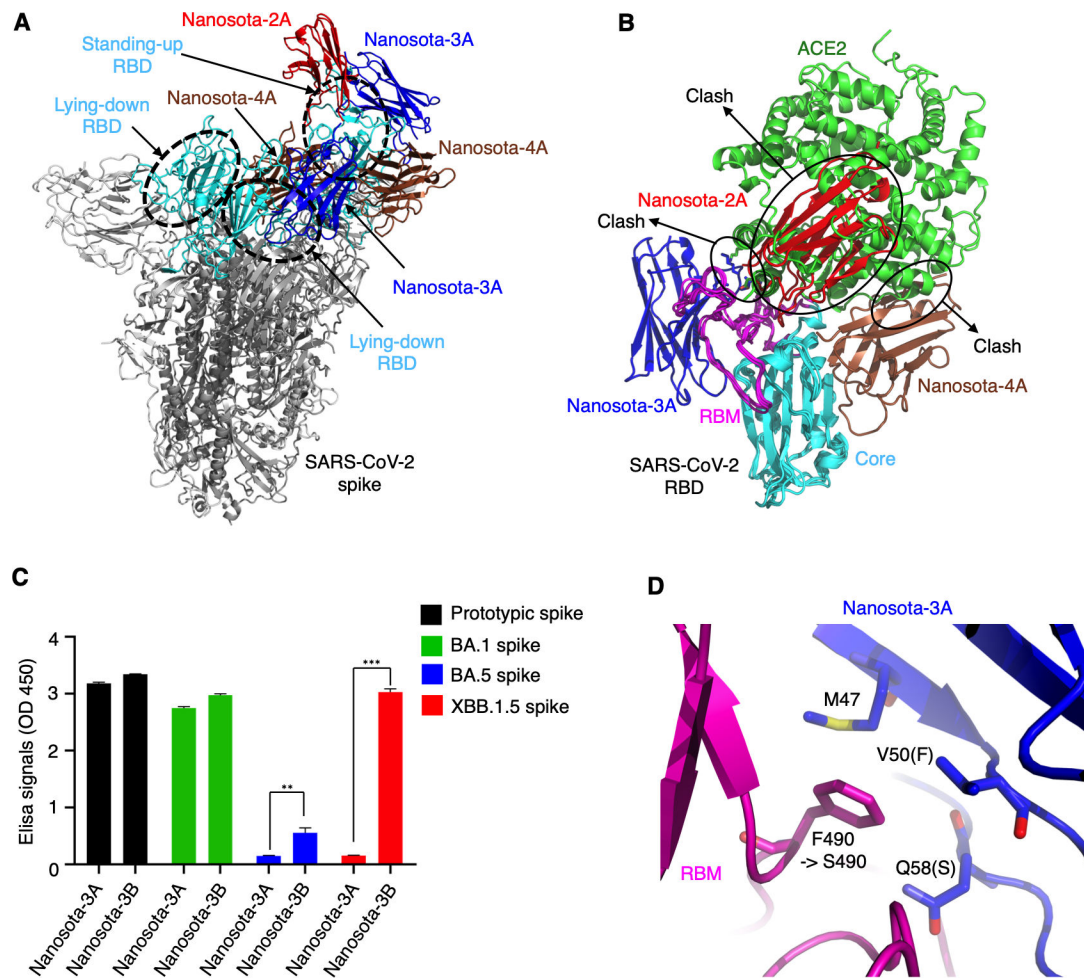 A
Nanosota-2A
Standing-up
RBD
Nanosota-3A
Lying-down
RBD
Nanosota-4A
Nanosota-4A
Nanosota-3A
Lying-down
RBD
SARS-CoV-2
spike
B
ACE2
Clash
Nanosota-2A
Clash
Clash
Nanosota-4A
Nanosota-3A
RBM
SARS-CoV-2
RBD
Core
C
Prototypic spike
BA.1 spike
BA.5 spike
XBB.1.5 spike
Elisa signals (OD 450)
4
3
2
1
0
**
***
Nanosota-3A
Nanosota-3B
Nanosota-3A
Nanosota-3B
Nanosota-3A
Nanosota-3B
Nanosota-3A
Nanosota-3B
D
Nanosota-3A
M47
V50(F)
F490
-> S490
Q58(S)
RBM